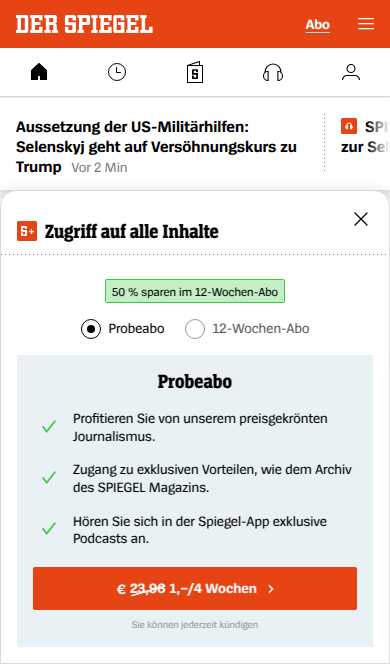 DER SPIEGEL
Abo
Aussetzung der US-Militärhilfen:
Selenskyj geht auf Versöhnungskurs zu
Trump Vor 2 Min
zur
S+ Zugriff auf alle Inhalte
50 % sparen im 12-Wochen-Abo
Probeabo
12-Wochen-Abo
Probeabo
Profitieren Sie von unserem preisgekrönten
Journalismus.
Zugang zu exklusiven Vorteilen, wie dem Archiv
des SPIEGEL Magazins.
Hören Sie sich in der Spiegel-App exklusive
Podcasts an.
€ 23,96 1,–/4 Wochen
Sie können jederzeit kündigen